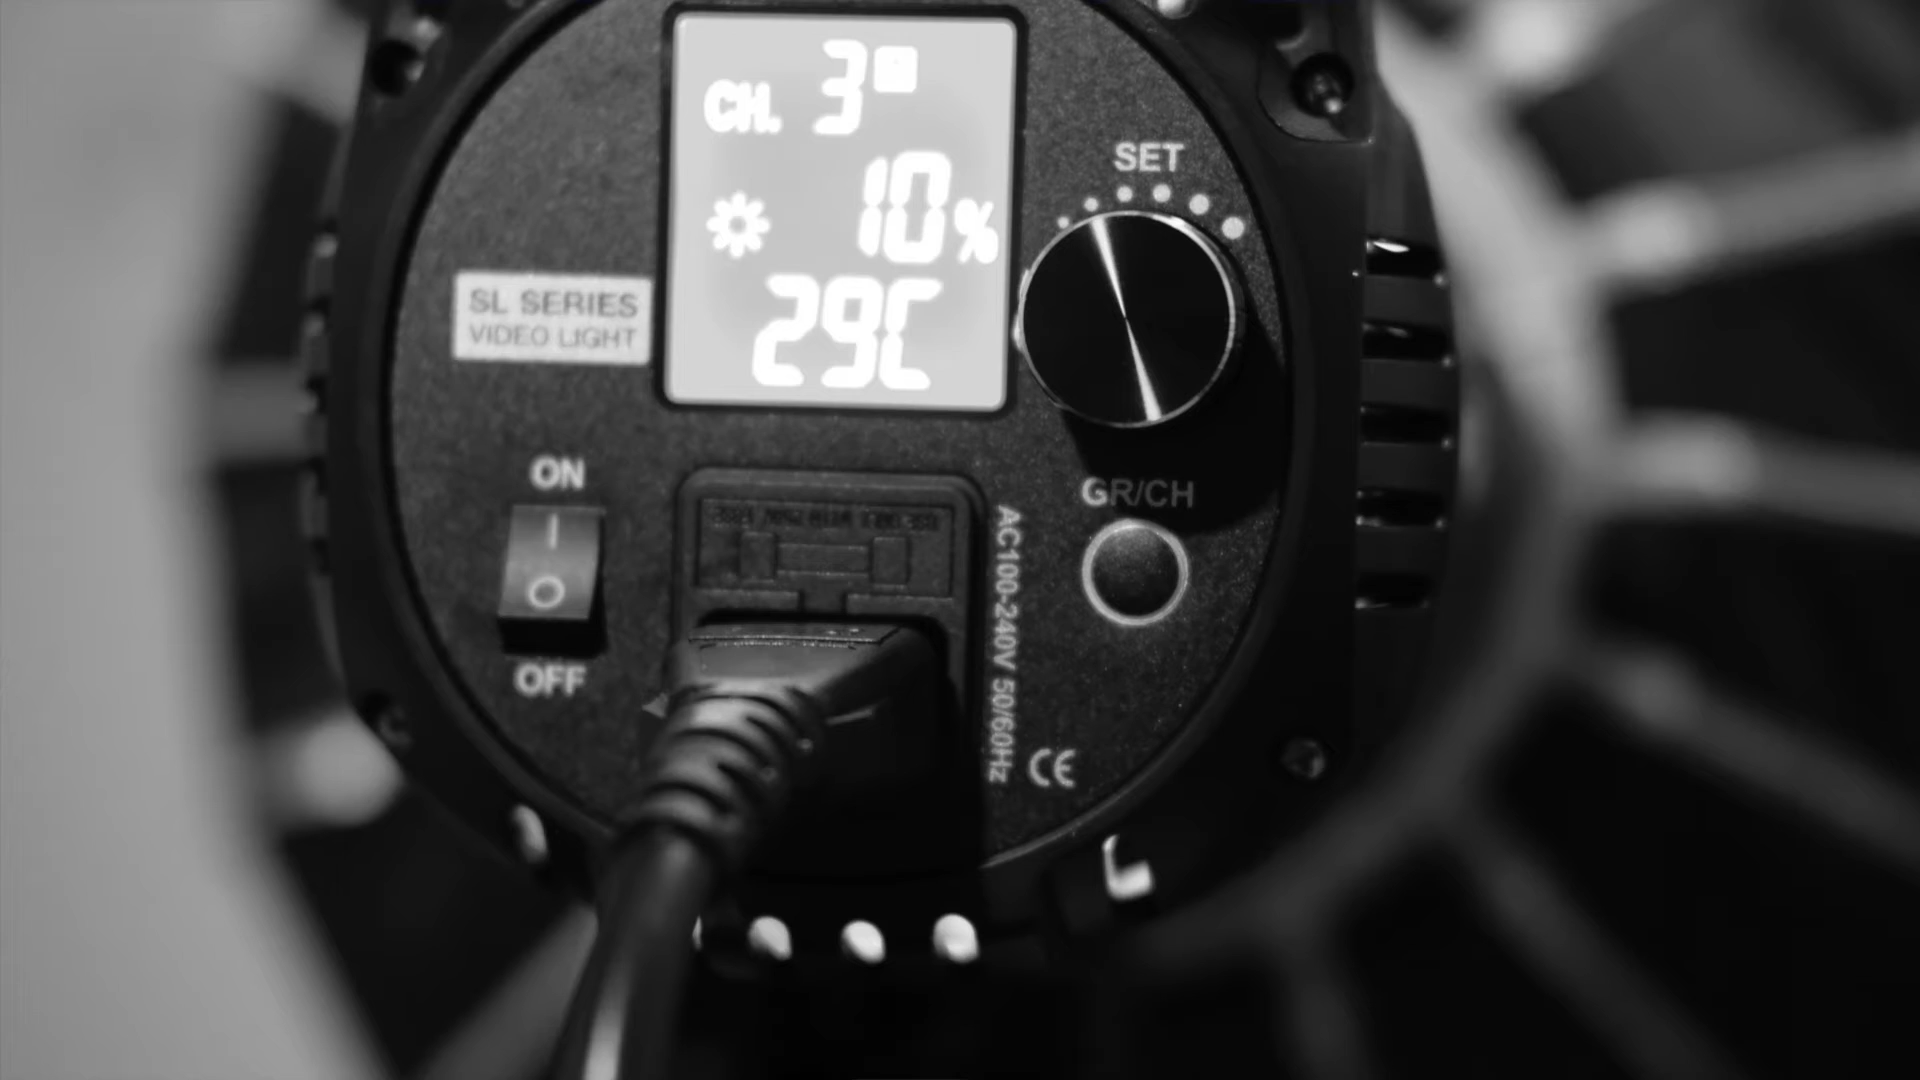 CH. 3
10%
29C
SET
SL SERIES
VIDEO LIGHT
ON
OFF
GR/CH
AC100-240V 50/60Hz
CE